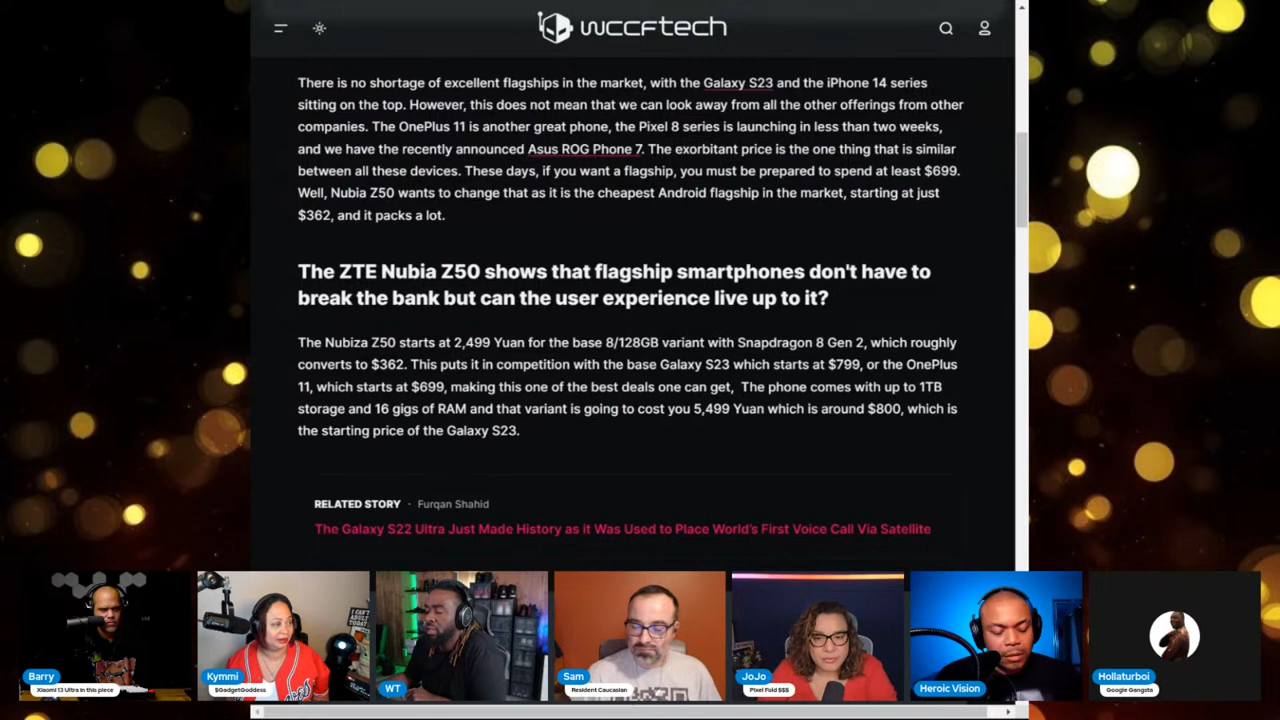 wccftech
There is no shortage of excellent flagships in the market, with the Galaxy S23 and the iPhone 14 series
sitting on the top. However, this does not mean that we can look away from all the other offerings from other
companies. The OnePlus 11 is another great phone, the Pixel 8 series is launching in less than two weeks,
and we have the recently announced Asus ROG Phone 7. The exorbitant price is the one thing that is similar
between all these devices. These days, if you want a flagship, you must be prepared to spend at least $699.
Well, Nubia Z50 wants to change that as it is the cheapest Android flagship in the market, starting at just
$362, and it packs a lot.
The ZTE Nubia Z50 shows that flagship smartphones don't have to
break the bank but can the user experience live up to it?
The Nubiza Z50 starts at 2,499 Yuan for the base 8/128GB variant with Snapdragon 8 Gen 2, which roughly
converts to $362. This puts it in competition with the base Galaxy S23 which starts at $799, or the OnePlus
11, which starts at $699, making this one of the best deals one can get, The phone comes with up to 1TB
storage and 16 gigs of RAM and that variant is going to cost you 5,499 Yuan which is around $800, which is
the starting price of the Galaxy S23.
RELATED STORY · Furqan Shahid
The Galaxy S22 Ultra Just Made History as it Was Used to Place World's First Voice Call Via Satellite
Barry
Xiaomi 13 Ultra in this piece
Kymmi
$GadgetGoddess
WT
Sam
Resident Caucasian
JoJo
Pixel Fold $$$
Heroic Vision
Hollaturboi
Google Gangsta